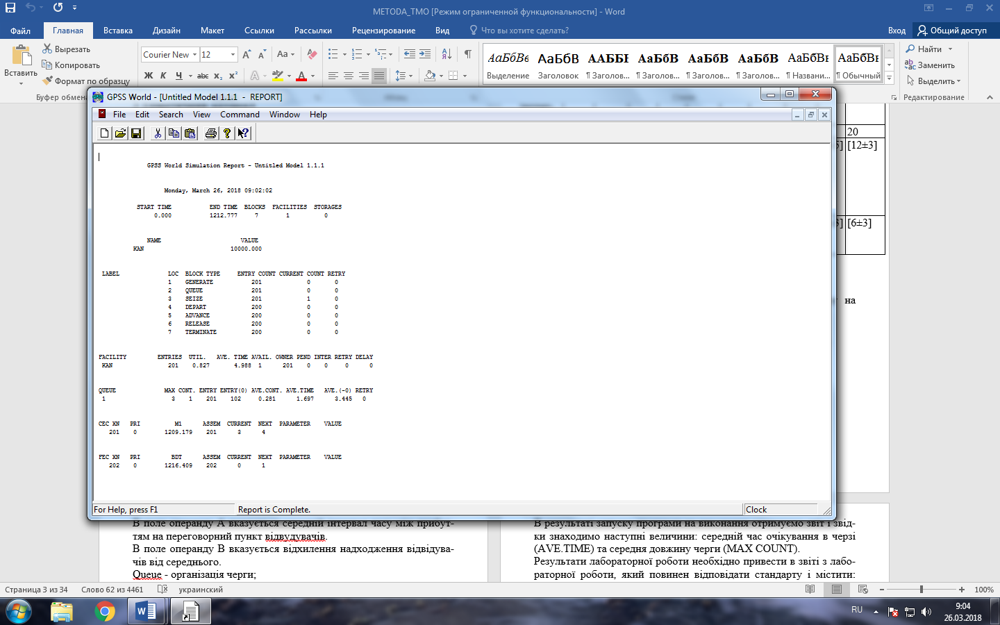 METODA_TMO [Режим ограниченной функциональности] - Word
Файл Главная Вставка Дизайн Макет Ссылки Рассылки Рецензирование Вид Что вы хотите сделать? Вход Общий доступ
Вставить
Вырезать
Копировать
Формат по образцу
Буфер обмена
Courier New 12
Ж К Ч abc x₂ x²
АаБбВв АаБбВ ААББІ АаБбВ АаБбВ АаБбВ АаБбВı АаБбВı
Выделение Заголовок ¶ Заголов... ¶ Заголов... ¶ Заголов... ¶ Заголов... ¶ Названи... ¶ Обычный
Найти
Заменить
Выделить
Редактирование
GPSS World - [Untitled Model 1.1.1 - REPORT]
File Edit Search View Command Window Help
GPSS World Simulation Report - Untitled Model 1.1.1
Monday, March 26, 2018 09:02:02
START TIME END TIME BLOCKS FACILITIES STORAGES
0.000 1212.777 7 1 0
NAME VALUE
KAN 10000.000
LABEL LOC BLOCK TYPE ENTRY COUNT CURRENT COUNT RETRY
1 GENERATE 201 0 0
2 QUEUE 201 0 0
3 SEIZE 201 1 0
4 DEPART 200 0 0
5 ADVANCE 200 0 0
6 RELEASE 200 0 0
7 TERMINATE 200 0 0
FACILITY ENTRIES UTIL. AVE. TIME AVAIL. OWNER PEND INTER RETRY DELAY
KAN 201 0.827 4.988 1 201 0 0 0 0
QUEUE MAX CONT. ENTRY ENTRY(0) AVE.CONT. AVE.TIME AVE.(-0) RETRY
1 3 1 201 102 0.281 1.697 3.445 0
CEC XN PRI M1 ASSEM CURRENT NEXT PARAMETER VALUE
201 0 1209.179 201 3 4
FEC XN PRI BDT ASSEM CURRENT NEXT PARAMETER VALUE
202 0 1216.409 202 0 1
For Help, press F1 Report is Complete. Clock
20
[12±3]
[6±3]
на
В поле операнду А вказується середній інтервал часу між прибут-
тям на переговорний пункт відвудувачів.
В поле операнду В вказується відхилення надходження відвідува-
чів від середнього.
Queue - організація черги;
В результаті запуску програми на виконання отримуємо звіт і звід-
ки знаходимо наступні величини: середній час очікування в черзі
(AVE.TIME) та середня довжину черги (MAX COUNT).
Результати лабораторної роботи необхідно привести в звіті з лабо-
раторної роботи, який повинен відповідати стандарту і містити:
Страница 3 из 34 Слово 62 из 4461 украинский 100%
RU 9:04
26.03.2018